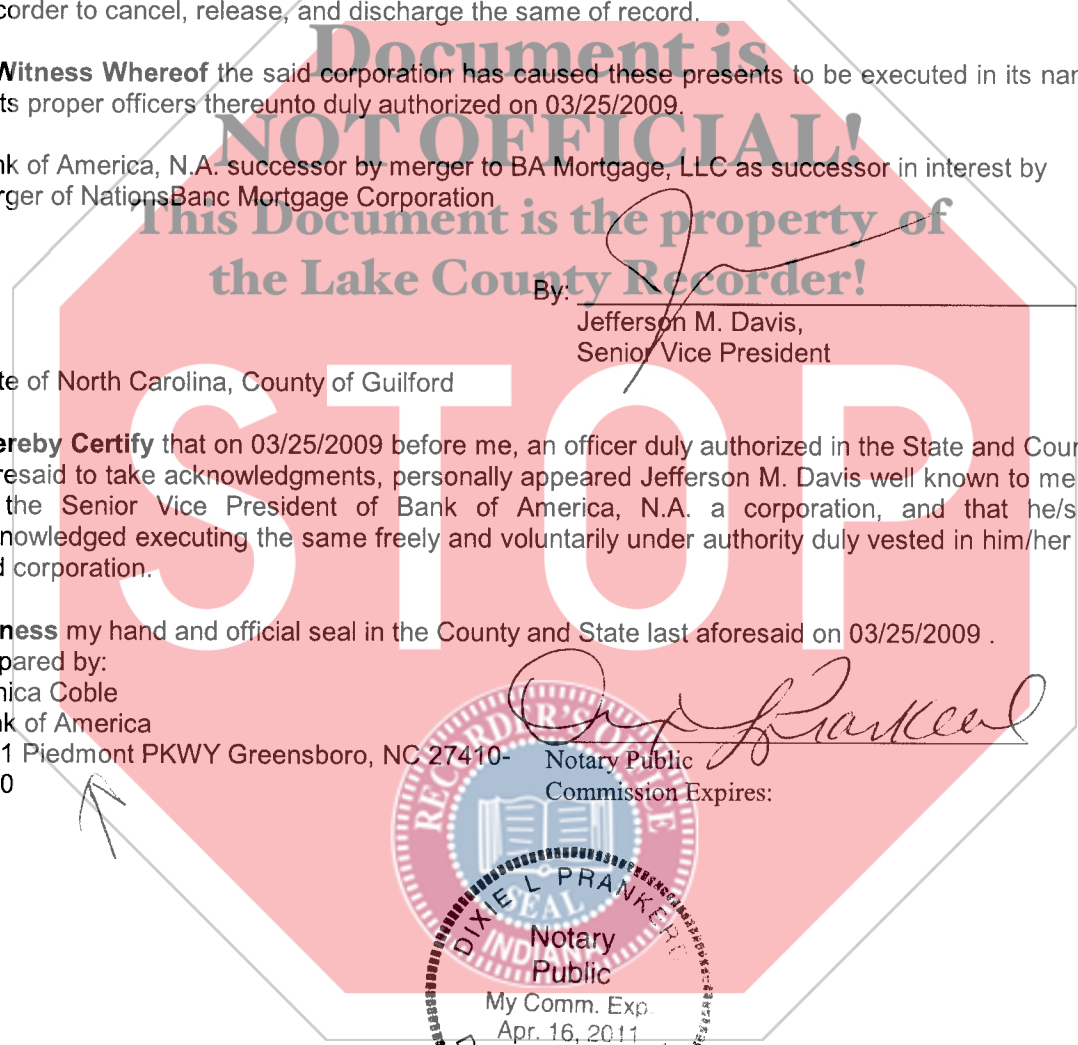 corder to cancel, release, and discharge the same of record.
Document is
Witness Whereof the said corporation has caused these presents to be executed in its nar
ts proper officers thereunto duly authorized on 03/25/2009.
NOT OFFICIAL!
nk of America, N.A. successor by merger to BA Mortgage, LLC as successor in interest by
rger of NationsBanc Mortgage Corporation
This Document is the property of
the Lake County Recorder!
By:
Jefferson M. Davis,
Senior Vice President
te of North Carolina, County of Guilford
STOP
ereby Certify that on 03/25/2009 before me, an officer duly authorized in the State and Cour
resaid to take acknowledgments, personally appeared Jefferson M. Davis well known to me
the Senior Vice President of Bank of America, N.A. a corporation, and that he/s
nowledged executing the same freely and voluntarily under authority duly vested in him/her
d corporation.
ness my hand and official seal in the County and State last aforesaid on 03/25/2009 .
pared by:
nica Coble
nk of America
1 Piedmont PKWY Greensboro, NC 27410-
0
Notary Public
Commission Expires:
RECORDER'S OFFICE
SEAL
INDIANA
DIXIE L PRANKERD
Notary
Public
My Comm. Exp.
Apr. 16, 2011